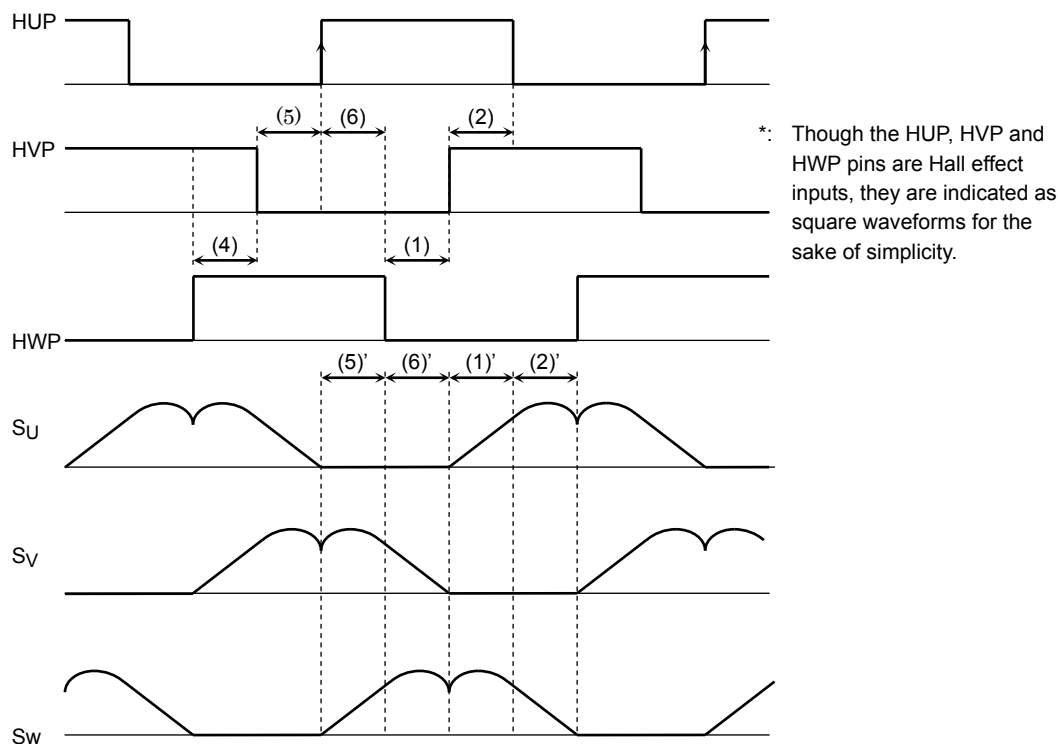 HUP
(5)
(6)
(2)
HVP
*: Though the HUP, HVP and
HWP pins are Hall effect
inputs, they are indicated as
square waveforms for the
sake of simplicity.
(4)
(1)
HWP
(5)’
(6)’
(1)’
(2)’
SU
SV
SW